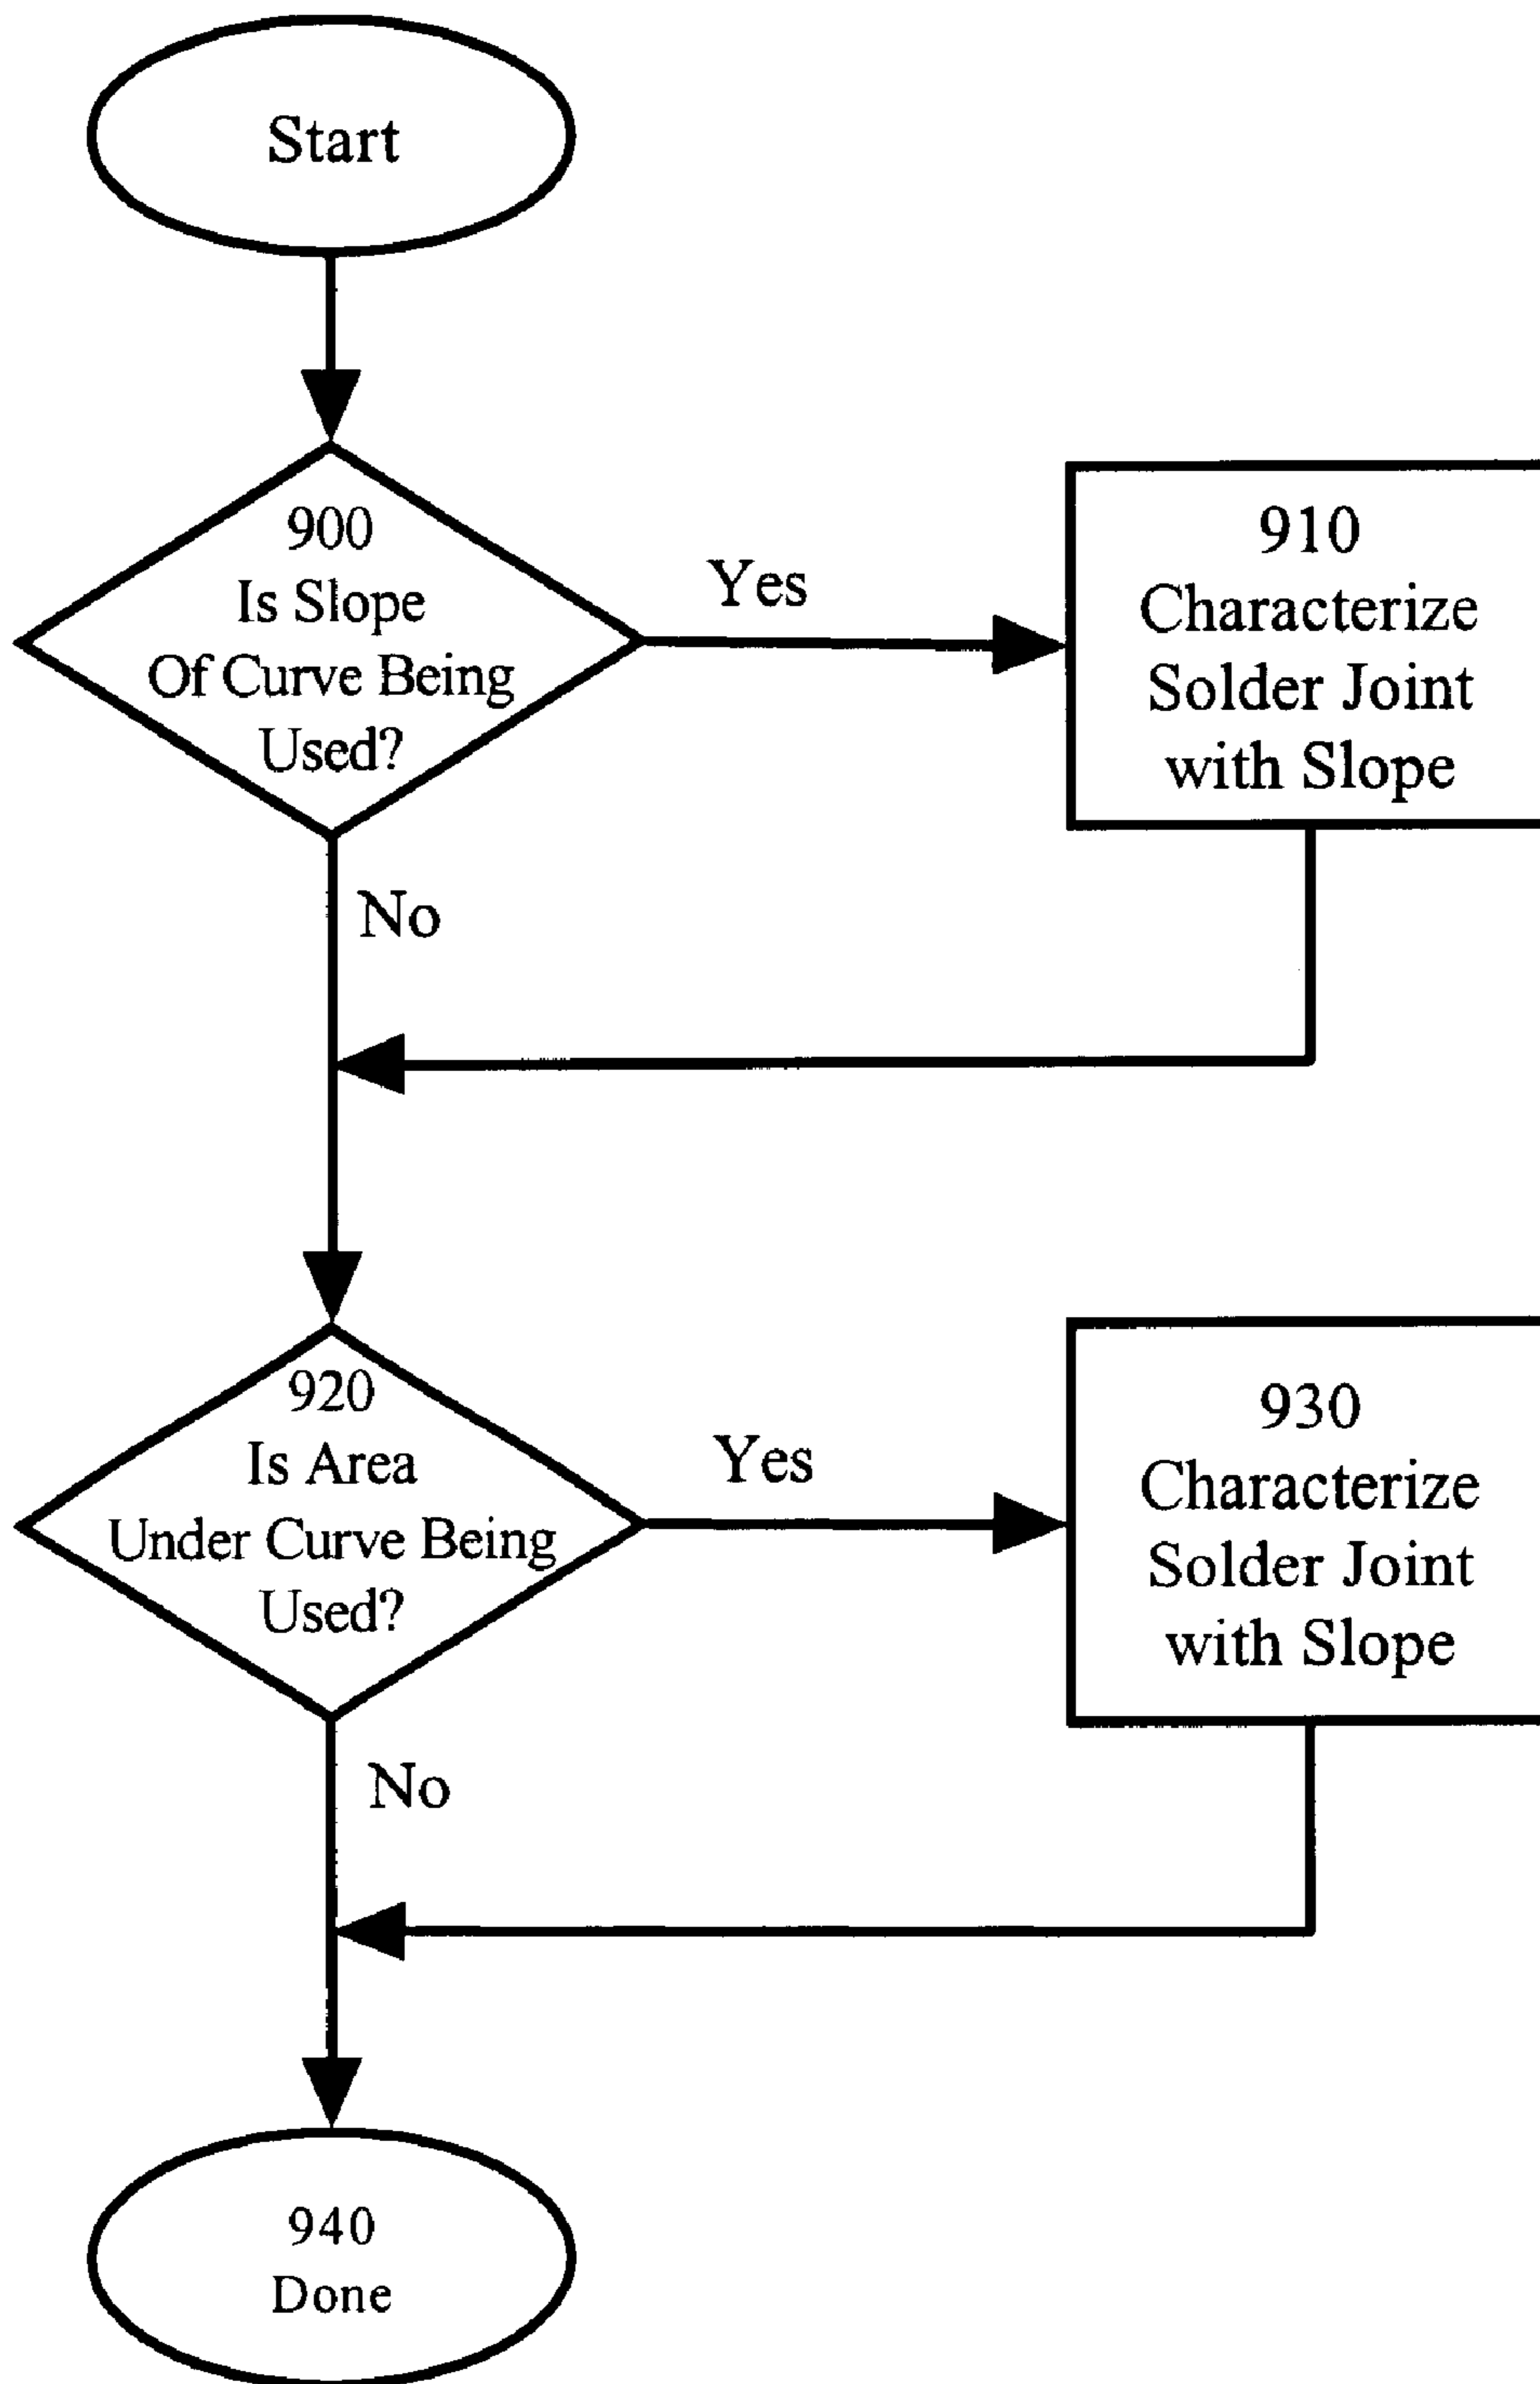 Start
900
Is Slope
Of Curve Being
Used?
Yes
910
Characterize
Solder Joint
with Slope
No
920
Is Area
Under Curve Being
Used?
Yes
930
Characterize
Solder Joint
with Slope
No
940
Done